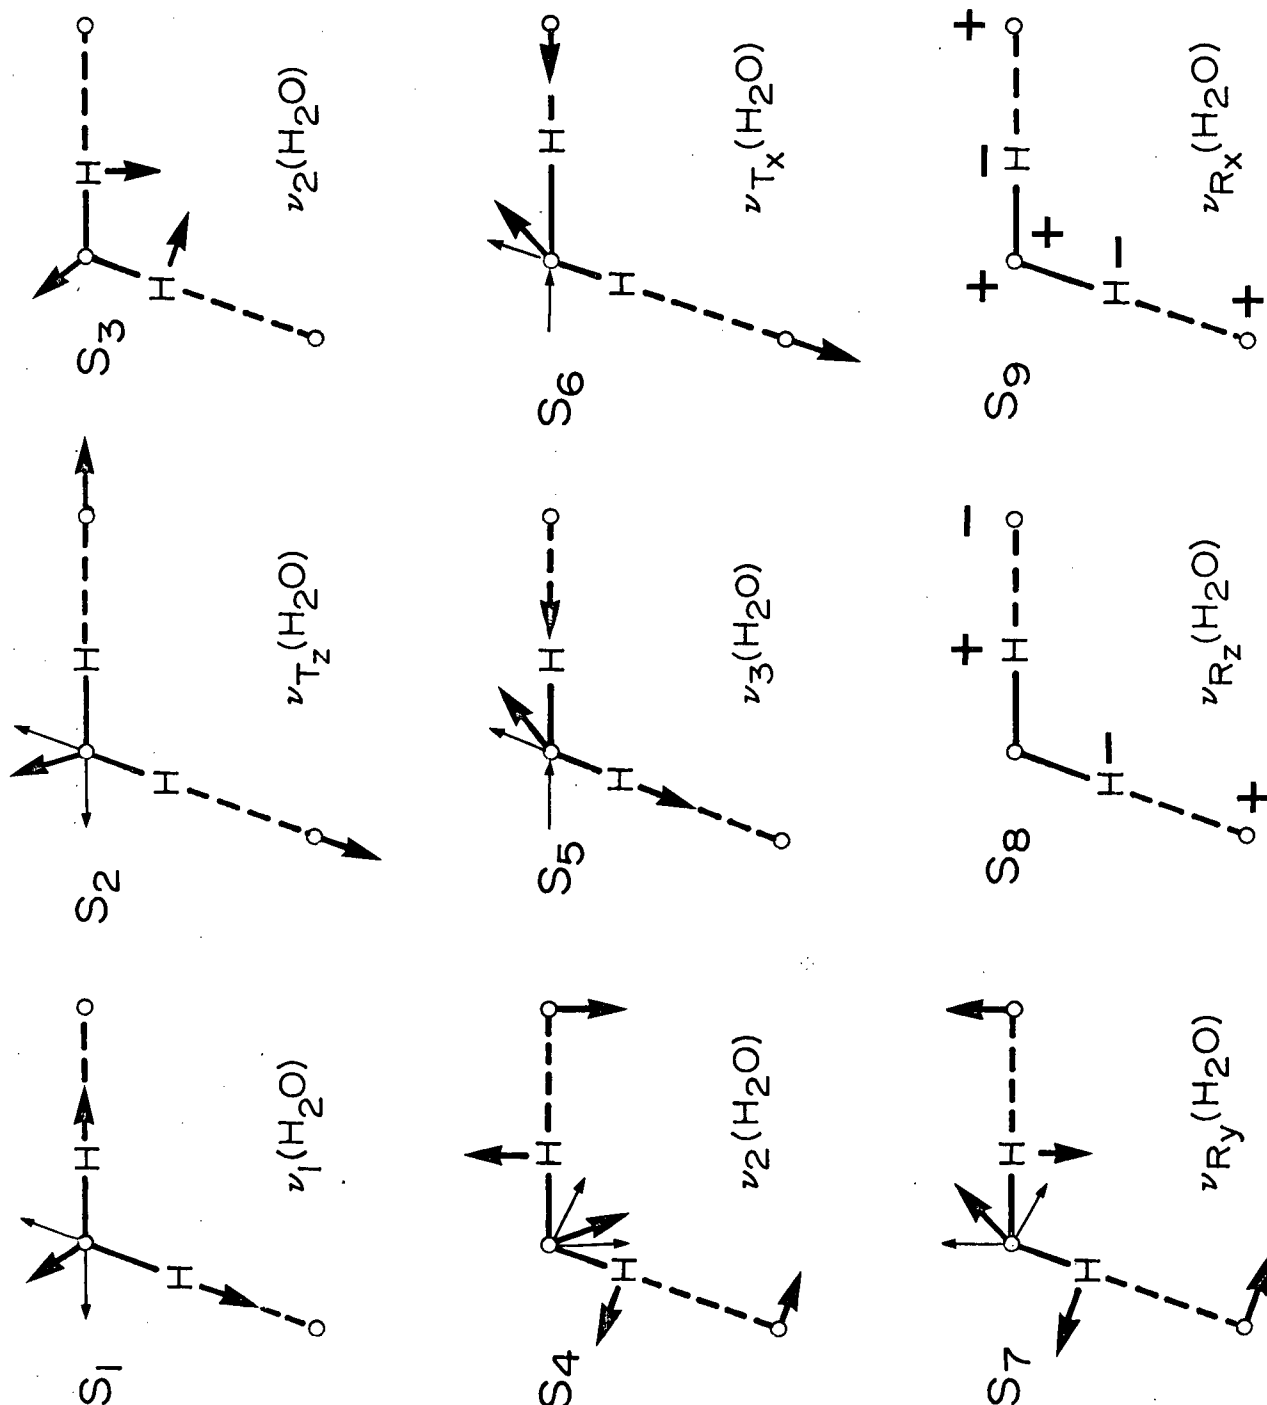 S1
ν1(H2O)
S2
νTz(H2O)
S3
ν2(H2O)
S4
ν2(H2O)
S5
ν3(H2O)
S6
νTx(H2O)
S7
νRy(H2O)
S8
νRz(H2O)
S9
νRx(H2O)
H H
H H
H H
H H
H H
H H
H H
+ − + −
H H
+ + + − − +
H H